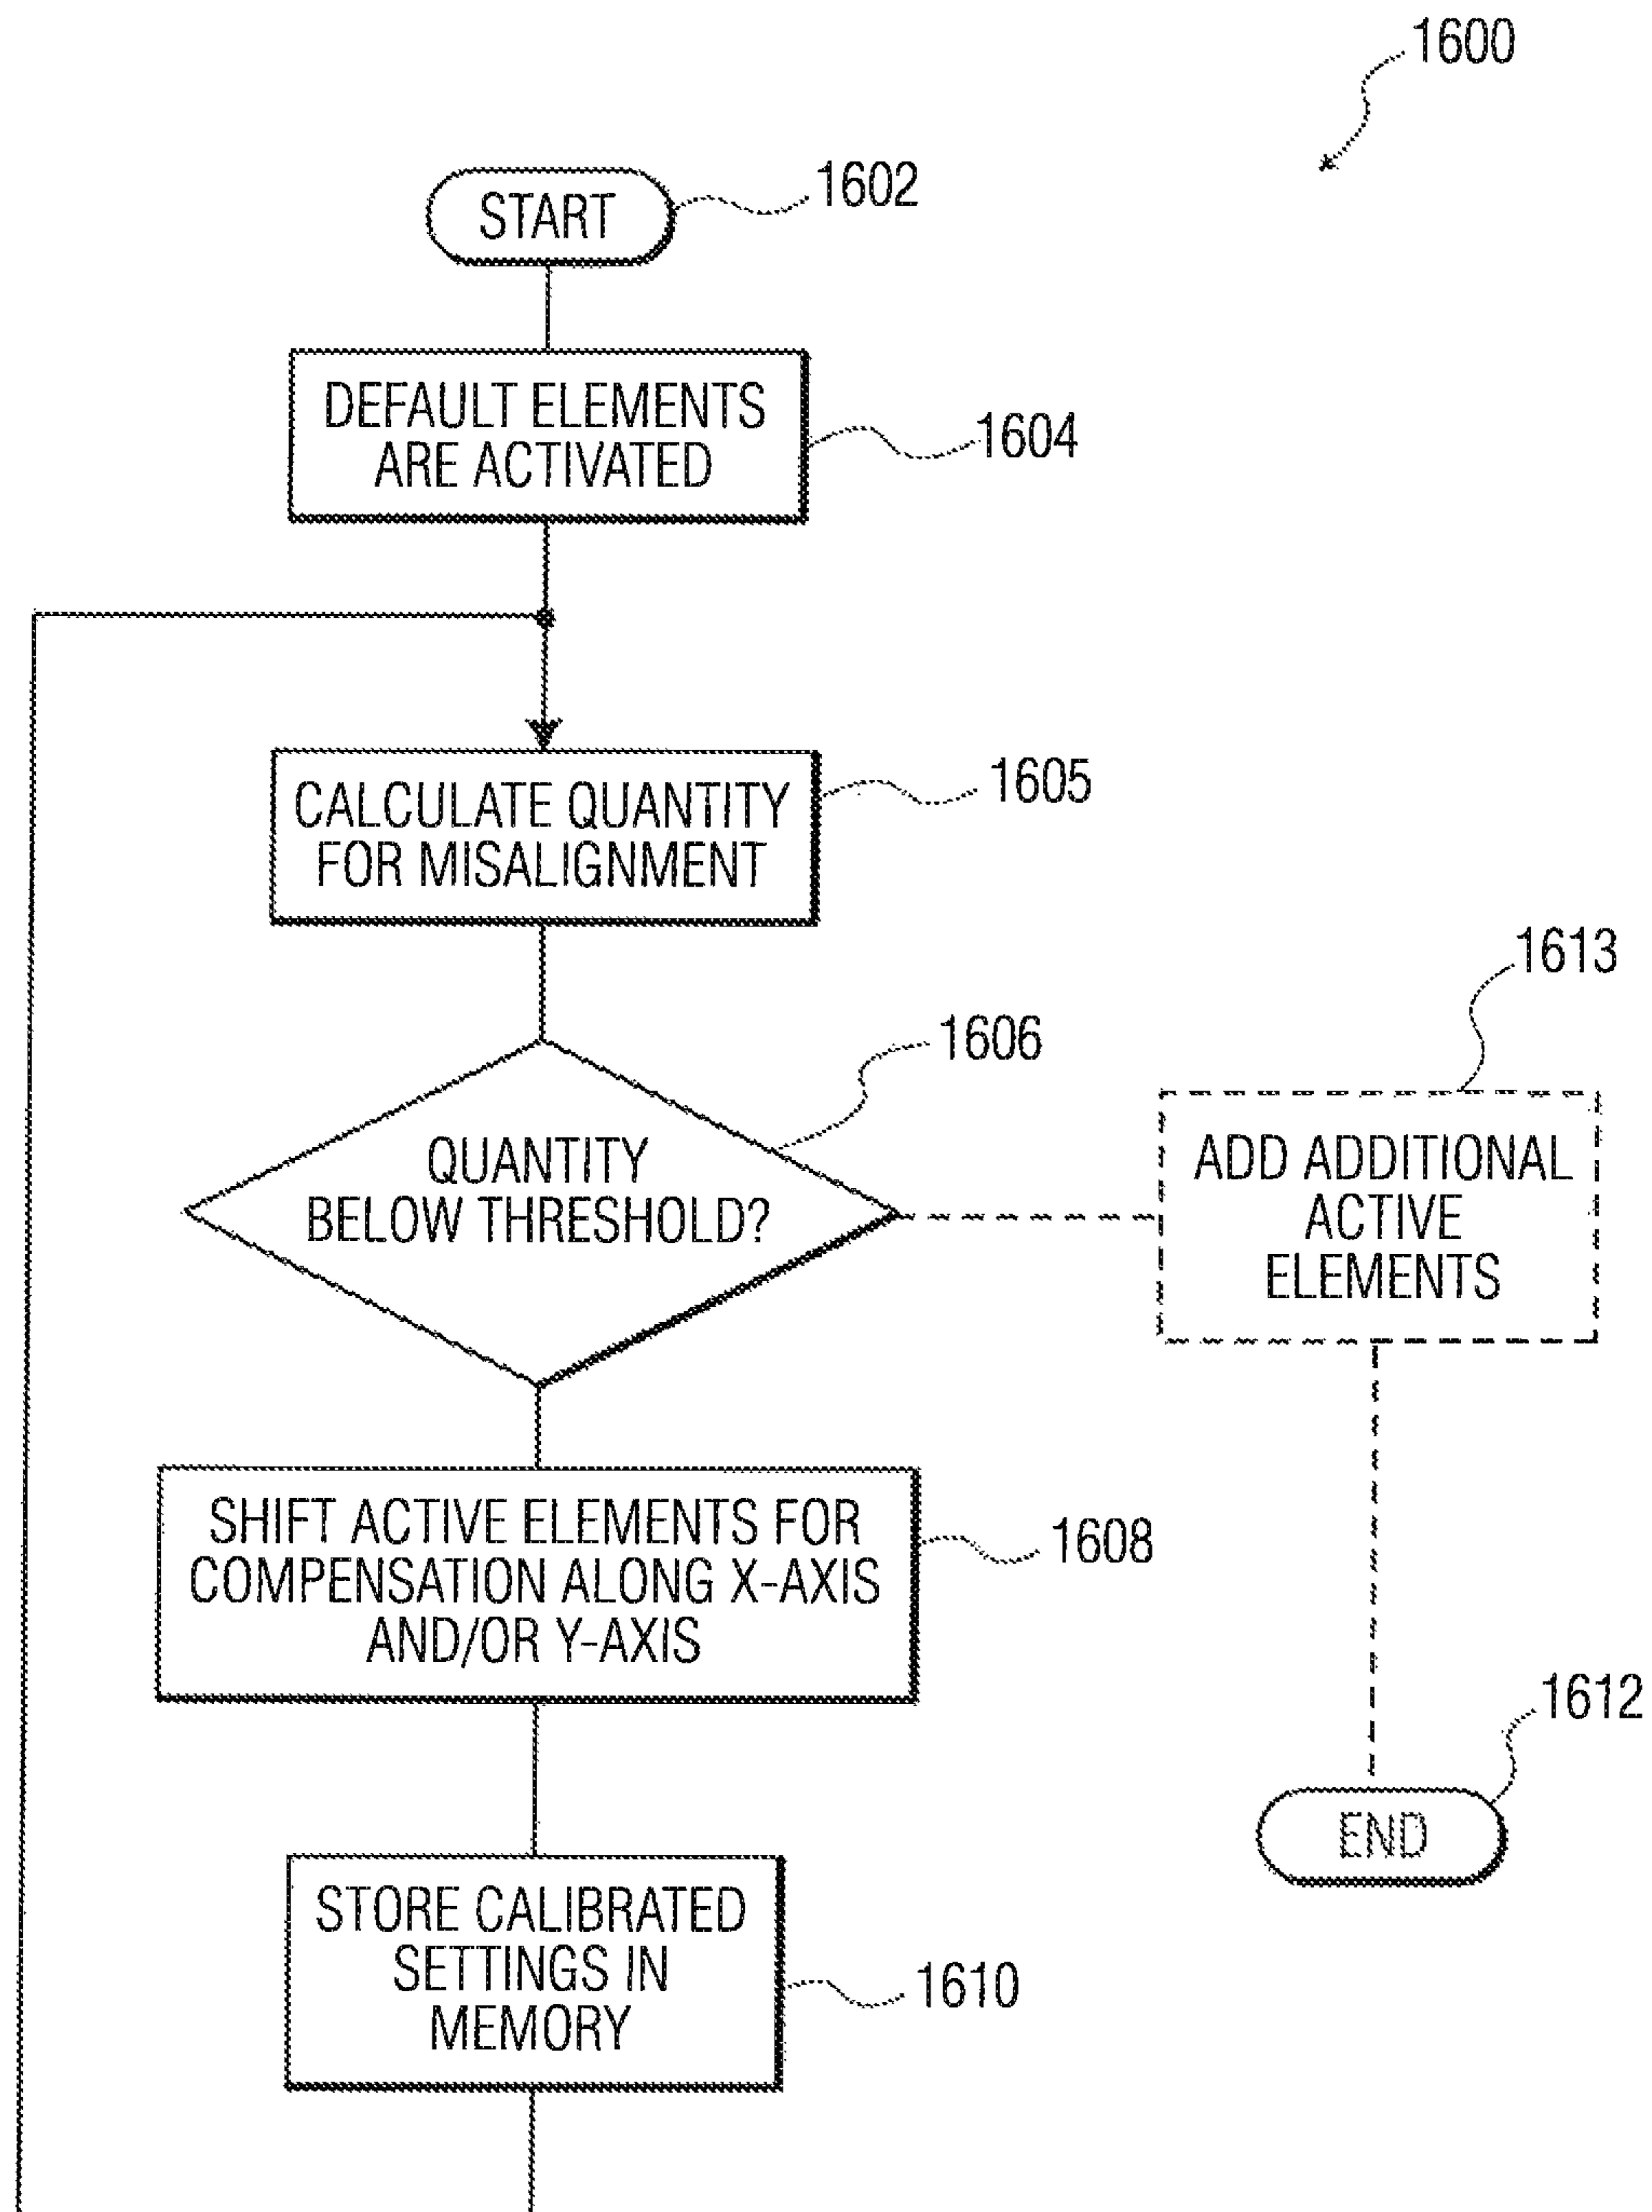 1600
START
1602
DEFAULT ELEMENTS
ARE ACTIVATED
1604
CALCULATE QUANTITY
FOR MISALIGNMENT
1605
QUANTITY
BELOW THRESHOLD?
1606
ADD ADDITIONAL
ACTIVE
ELEMENTS
1613
SHIFT ACTIVE ELEMENTS FOR
COMPENSATION ALONG X-AXIS
AND/OR Y-AXIS
1608
END
1612
STORE CALIBRATED
SETTINGS IN
MEMORY
1610